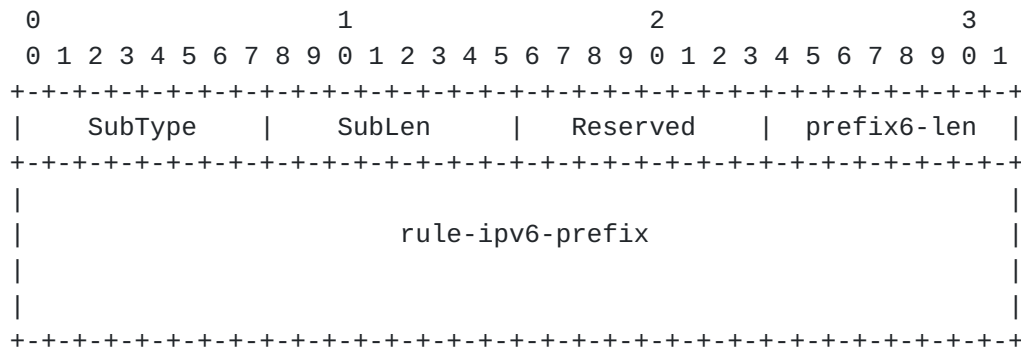 0                   1                   2                   3
 0 1 2 3 4 5 6 7 8 9 0 1 2 3 4 5 6 7 8 9 0 1 2 3 4 5 6 7 8 9 0 1
+-+-+-+-+-+-+-+-+-+-+-+-+-+-+-+-+-+-+-+-+-+-+-+-+-+-+-+-+-+-+-+-+
|    SubType    |    SubLen     |   Reserved    |  prefix6-len  |
+-+-+-+-+-+-+-+-+-+-+-+-+-+-+-+-+-+-+-+-+-+-+-+-+-+-+-+-+-+-+-+-+
|                                                               |
|                        rule-ipv6-prefix                       |
|                                                               |
|                                                               |
+-+-+-+-+-+-+-+-+-+-+-+-+-+-+-+-+-+-+-+-+-+-+-+-+-+-+-+-+-+-+-+-+